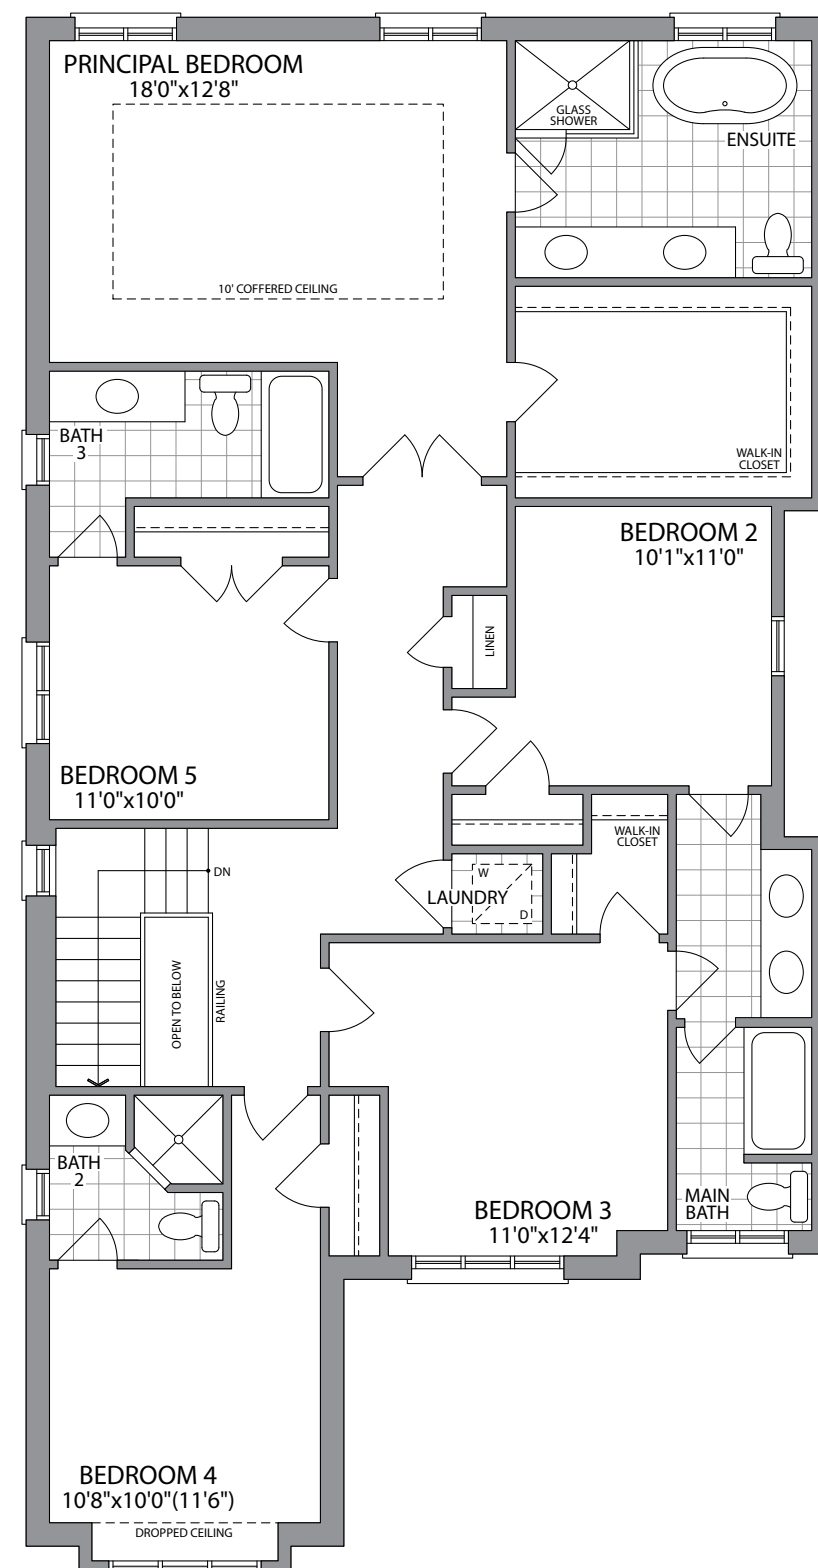 PRINCIPAL BEDROOM
18'0"x12'8"
10' COFFERED CEILING
GLASS
SHOWER
ENSUITE
WALK-IN
CLOSET
BATH
3
BEDROOM 2
10'1"x11'0"
LINEN
BEDROOM 5
11'0"x10'0"
WALK-IN
CLOSET
DN
W
LAUNDRY
D
OPEN TO BELOW
RAILING
BATH
2
MAIN
BATH
BEDROOM 3
11'0"x12'4"
BEDROOM 4
10'8"x10'0"(11'6")
DROPPED CEILING